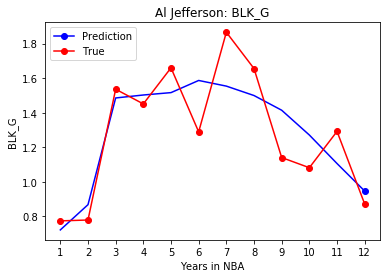 Al Jefferson: BLK_G
Prediction
True
BLK_G
1.8
1.6
1.4
1.2
1.0
0.8
1 2 3 4 5 6 7 8 9 10 11 12
Years in NBA